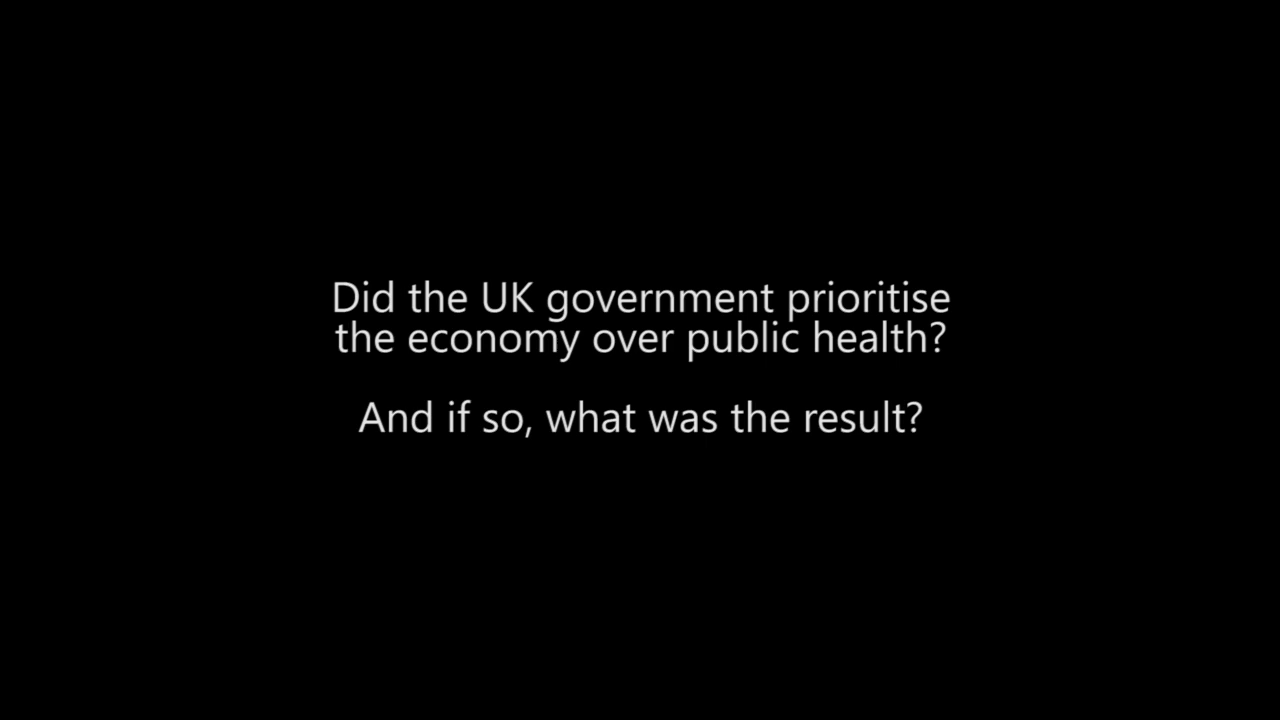 Did the UK government prioritise
the economy over public health?
And if so, what was the result?